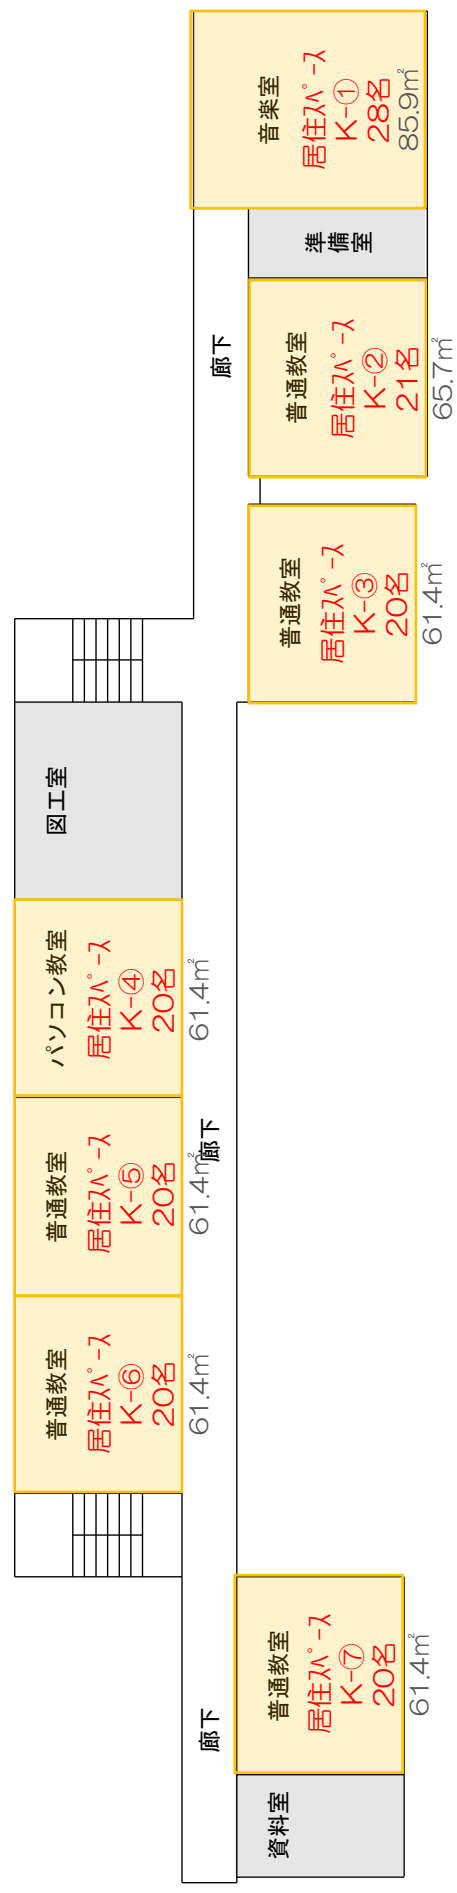 音楽室
居住ｽﾍﾟｰｽ
K-①
28名
85.9㎡
準備室
廊下
普通教室
居住ｽﾍﾟｰｽ
K-②
21名
65.7㎡
普通教室
居住ｽﾍﾟｰｽ
K-③
20名
61.4㎡
図工室
パソコン教室
居住ｽﾍﾟｰｽ
K-④
20名
61.4㎡
廊下
普通教室
居住ｽﾍﾟｰｽ
K-⑤
20名
61.4㎡
普通教室
居住ｽﾍﾟｰｽ
K-⑥
20名
61.4㎡
普通教室
居住ｽﾍﾟｰｽ
K-⑦
20名
61.4㎡
廊下
資料室